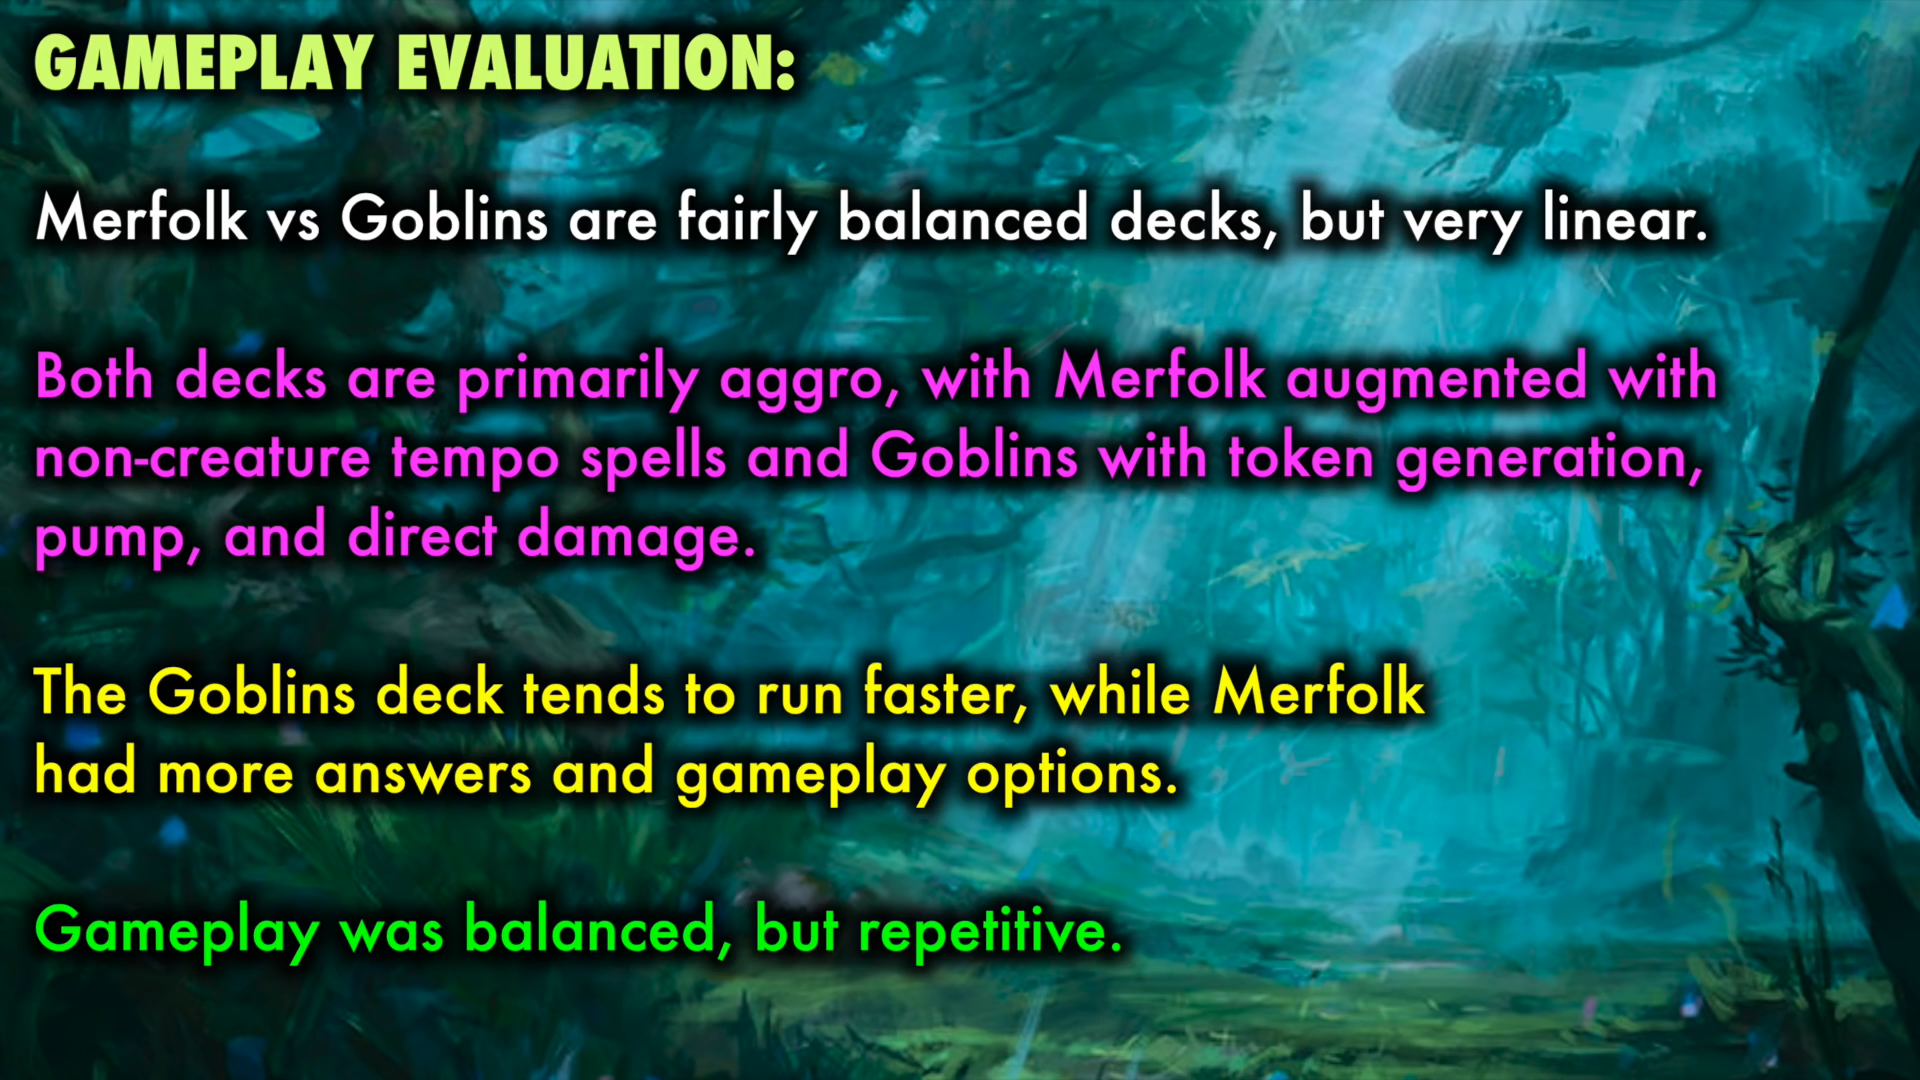 GAMEPLAY EVALUATION:
Merfolk vs Goblins are fairly balanced decks, but very linear.
Both decks are primarily aggro, with Merfolk augmented with
non-creature tempo spells and Goblins with token generation,
pump, and direct damage.
The Goblins deck tends to run faster, while Merfolk
had more answers and gameplay options.
Gameplay was balanced, but repetitive.